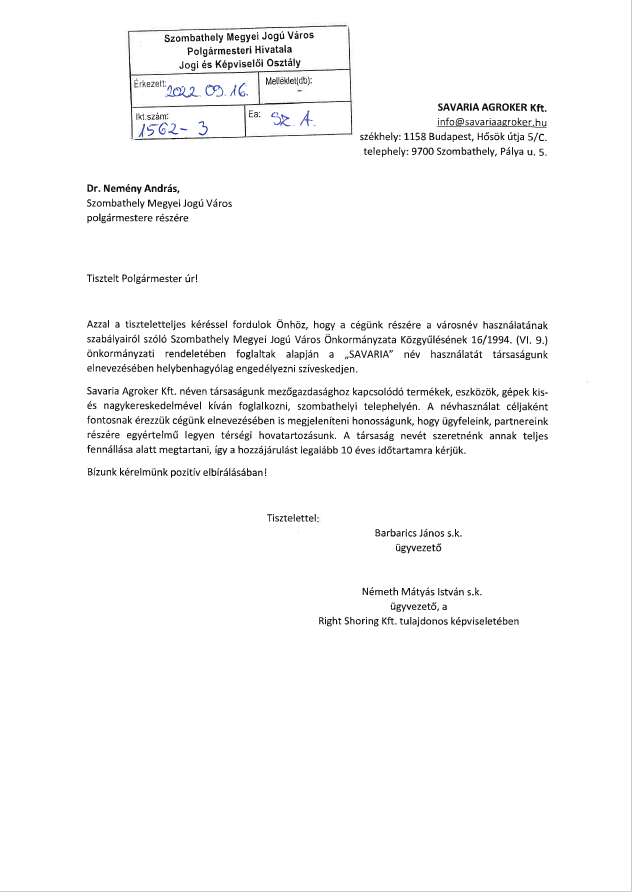 Szombathely Megyei Jogú Város
Polgármesteri Hivatala
Jogi és Képviselői Osztály
Érkezett: 2022.09.16.
Melléklet(db): –
Ikt.szám: 1562-3
Ea: SZ. A.
SAVARIA AGROKER Kft.
info@savariaagroker.hu
székhely: 1158 Budapest, Hősök útja 5/C.
telephely: 9700 Szombathely, Pálya u. 5.
Dr. Nemény András,
Szombathely Megyei Jogú Város
polgármestere részére
Tisztelt Polgármester úr!
Azzal a tiszteletteljes kéréssel fordulok Önhöz, hogy a cégünk részére a városnév használatának
szabályairól szóló Szombathely Megyei Jogú Város Önkormányzata Közgyűlésének 16/1994. (VI. 9.)
önkormányzati rendeletében foglaltak alapján a „SAVARIA” név használatát társaságunk
elnevezésében helybenhagyólag engedélyezni szíveskedjen.
Savaria Agroker Kft. néven társaságunk mezőgazdasághoz kapcsolódó termékek, eszközök, gépek kis-
és nagykereskedelmével kíván foglalkozni, szombathelyi telephelyén. A névhasználat céljaként
fontosnak érezzük cégünk elnevezésében is megjeleníteni honosságunk, hogy ügyfeleink, partnereink
részére egyértelmű legyen térségi hovatartozásunk. A társaság nevét szeretnénk annak teljes
fennállása alatt megtartani, így a hozzájárulást legalább 10 éves időtartamra kérjük.
Bízunk kérelmünk pozitív elbírálásában!
Tisztelettel:
Barbarics János s.k.
ügyvezető
Németh Mátyás István s.k.
ügyvezető, a
Right Shoring Kft. tulajdonos képviseletében